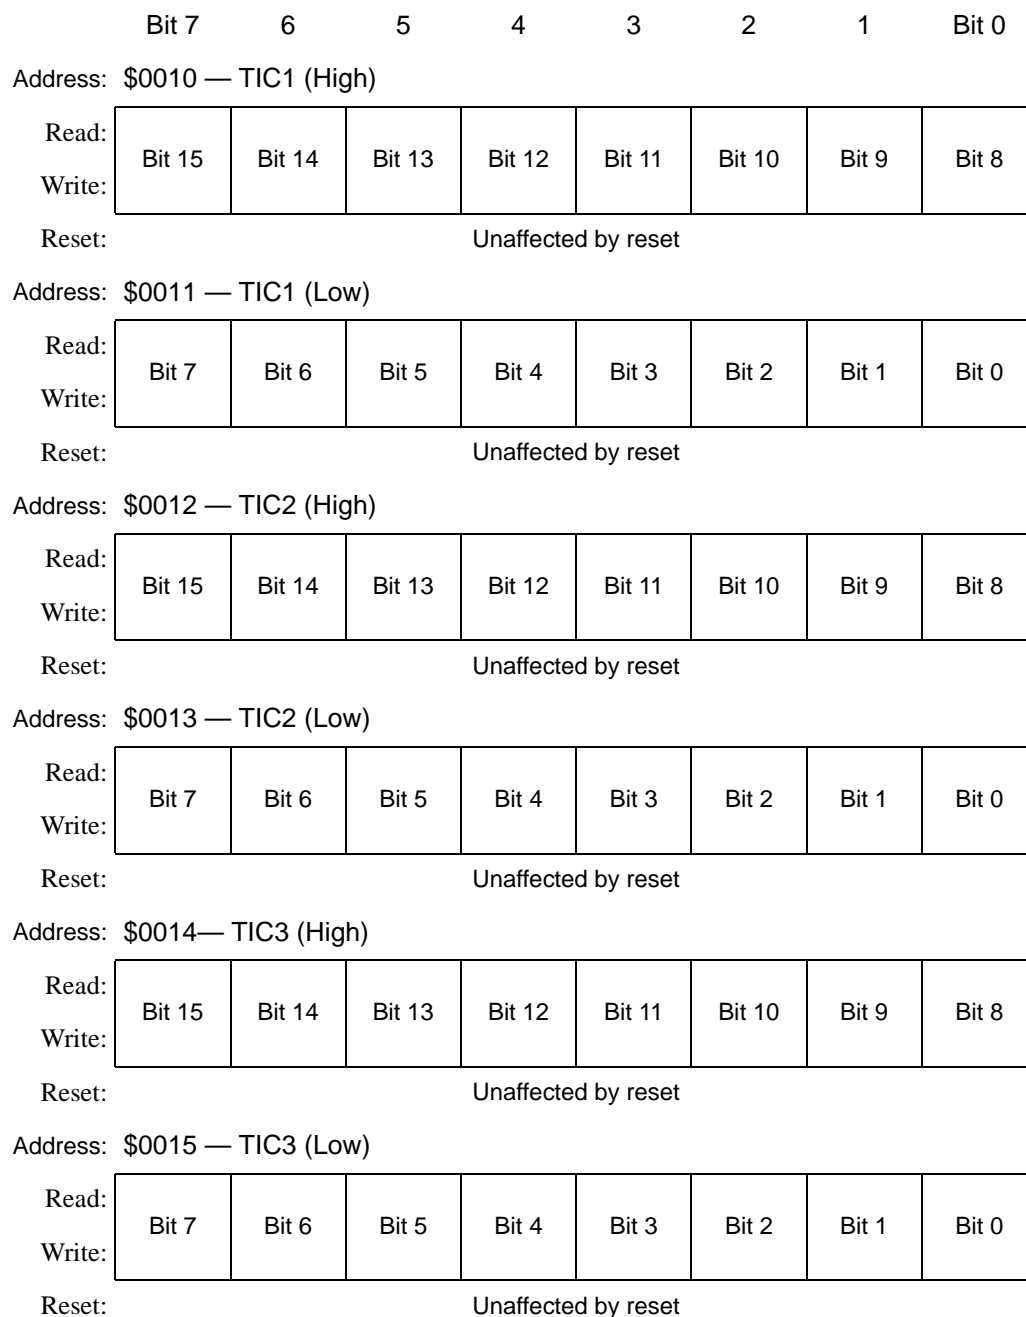 Bit 7 6 5 4 3 2 1 Bit 0
Address: $0010 — TIC1 (High)
Read:
Bit 15 Bit 14 Bit 13 Bit 12 Bit 11 Bit 10 Bit 9 Bit 8
Write:
Reset: Unaffected by reset
Address: $0011 — TIC1 (Low)
Read:
Bit 7 Bit 6 Bit 5 Bit 4 Bit 3 Bit 2 Bit 1 Bit 0
Write:
Reset: Unaffected by reset
Address: $0012 — TIC2 (High)
Read:
Bit 15 Bit 14 Bit 13 Bit 12 Bit 11 Bit 10 Bit 9 Bit 8
Write:
Reset: Unaffected by reset
Address: $0013 — TIC2 (Low)
Read:
Bit 7 Bit 6 Bit 5 Bit 4 Bit 3 Bit 2 Bit 1 Bit 0
Write:
Reset: Unaffected by reset
Address: $0014— TIC3 (High)
Read:
Bit 15 Bit 14 Bit 13 Bit 12 Bit 11 Bit 10 Bit 9 Bit 8
Write:
Reset: Unaffected by reset
Address: $0015 — TIC3 (Low)
Read:
Bit 7 Bit 6 Bit 5 Bit 4 Bit 3 Bit 2 Bit 1 Bit 0
Write:
Reset: Unaffected by reset